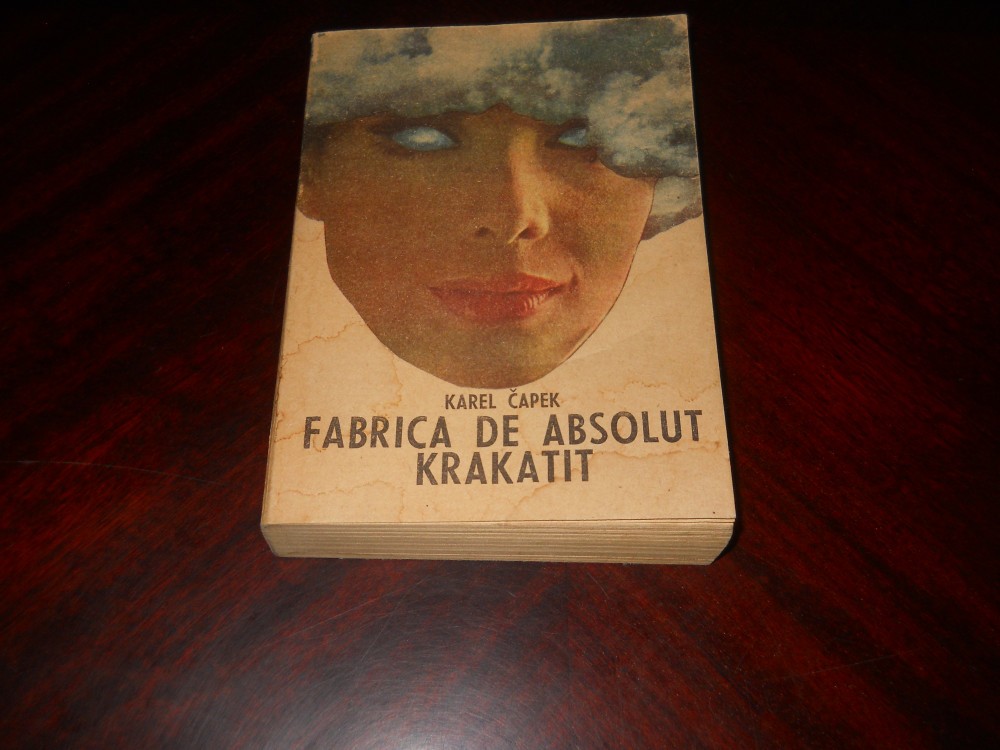 KAREL ČAPEK
FABRICA DE ABSOLUT
KRAKATIT